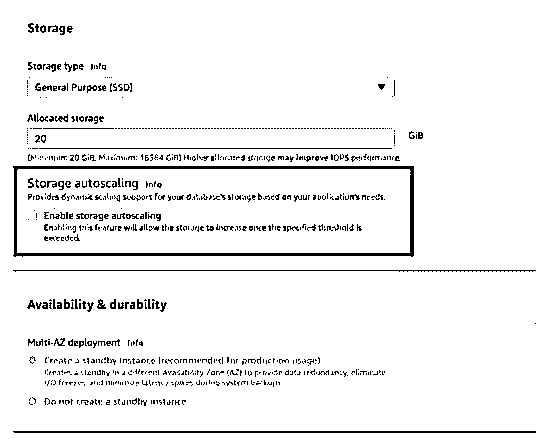 Storage
Storage type Info
General Purpose (SSD)
Allocated storage
20
GiB
(Minimum: 20 GiB, Maximum: 16384 GiB) Higher allocated storage may improve IOPS performance.
Storage autoscaling Info
Provides dynamic scaling support for your database's storage based on your application's needs.
Enable storage autoscaling
Enabling this feature will allow the storage to increase once the specified threshold is
exceeded.
Availability & durability
Multi-AZ deployment Info
Create a standby instance (recommended for production usage)
Creates a standby in a different Availability Zone (AZ) to provide data redundancy, eliminate
I/O freezes, and minimize latency spikes during system backups.
Do not create a standby instance